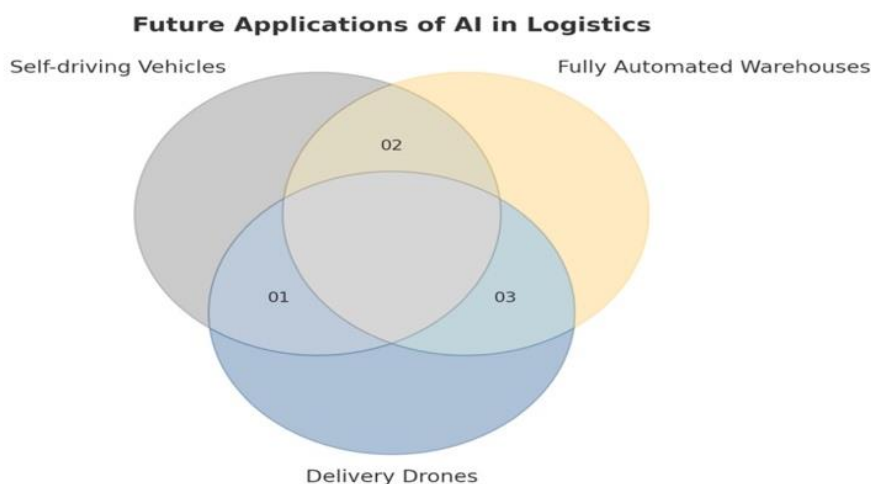 Future Applications of AI in Logistics
Self-driving Vehicles
Fully Automated Warehouses
02
01
03
Delivery Drones